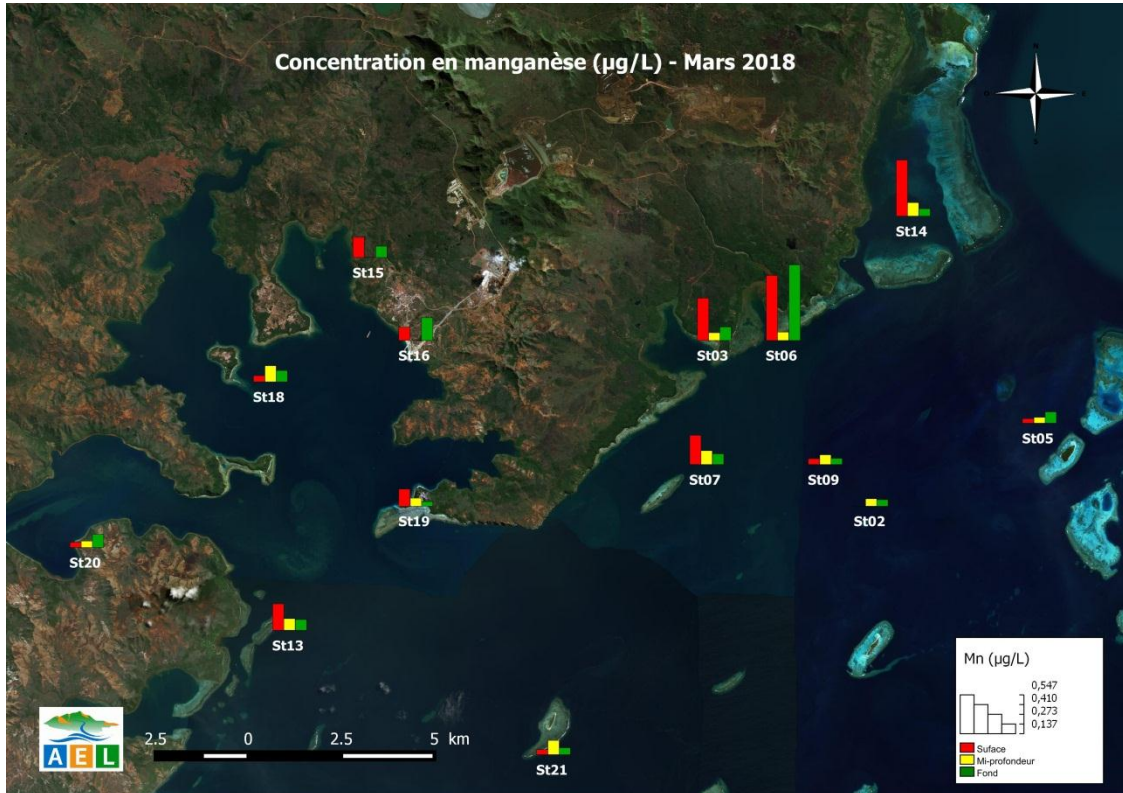 Concentration en manganèse (µg/L) - Mars 2018
St14
St15
St16
St03
St06
St18
St05
St07
St09
St19
St02
St20
St13
St21
Mn (µg/L)
0,547
0,410
0,273
0,137
Suface
Mi-profondeur
Fond
AEL
2.5 0 2.5 5 km